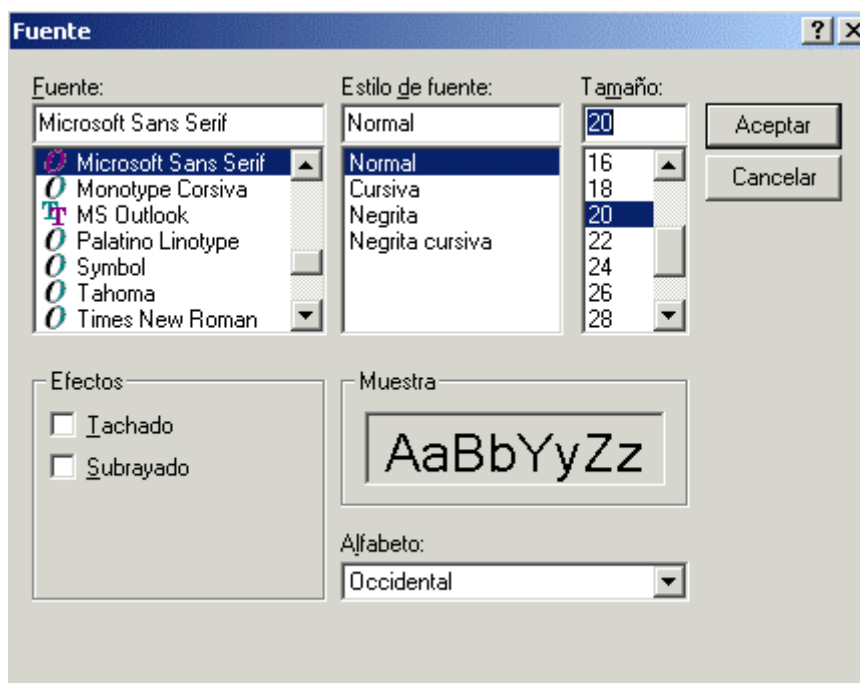 Fuente
Fuente:
Microsoft Sans Serif
Microsoft Sans Serif
Monotype Corsiva
MS Outlook
Palatino Linotype
Symbol
Tahoma
Times New Roman
Estilo de fuente:
Normal
Normal
Cursiva
Negrita
Negrita cursiva
Tamaño:
20
16
18
20
22
24
26
28
Aceptar
Cancelar
Efectos
Tachado
Subrayado
Muestra
AaBbYyZz
Alfabeto:
Occidental